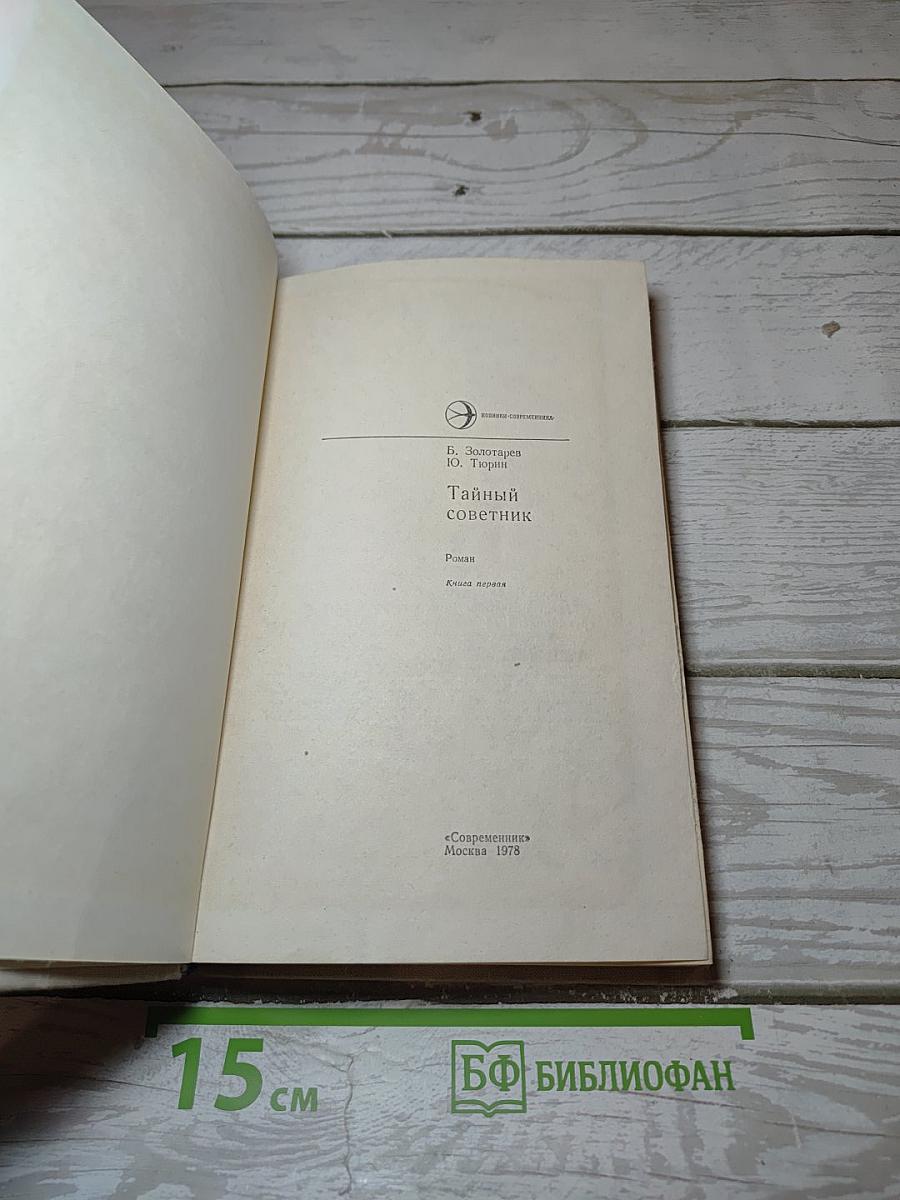 НОВИНКИ «СОВРЕМЕННИКА»
Б. Золотарев
Ю. Тюрин
Тайный
советник
Роман
Книга первая
«Современник»
Москва 1978
15 см
БФ БИБЛИОФАН